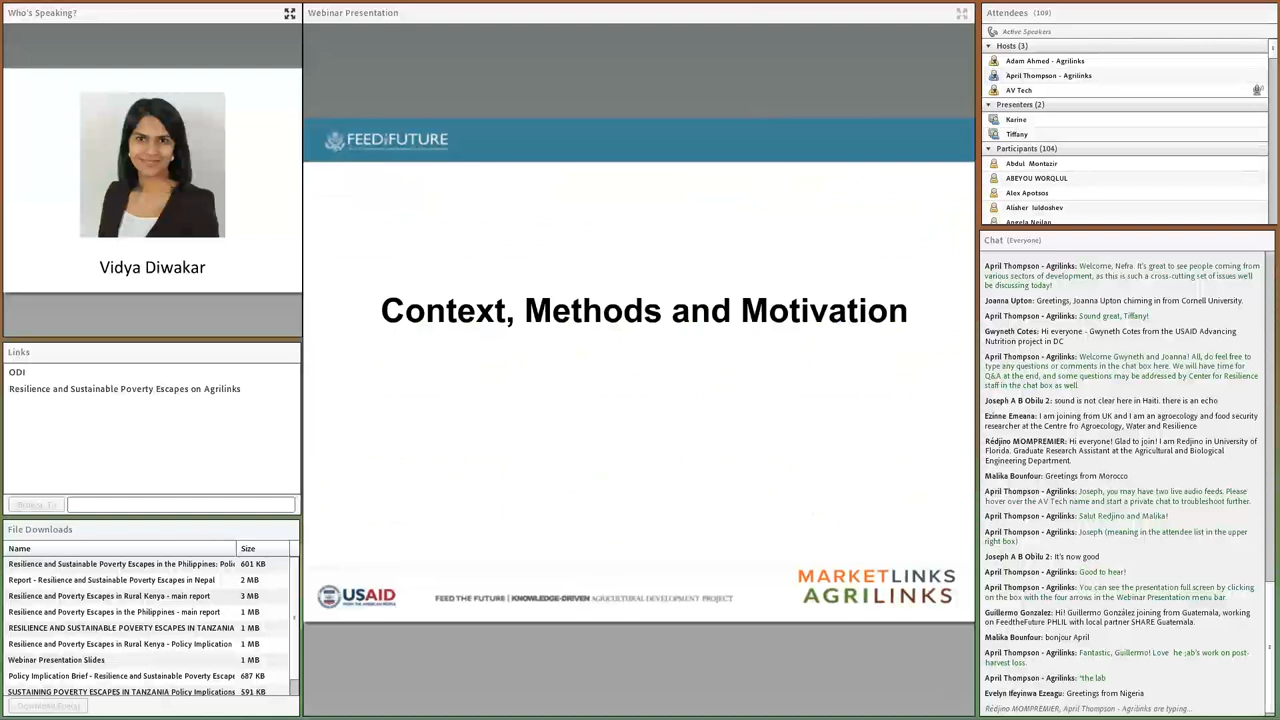 Who's Speaking?
Vidya Diwakar
Links
ODI
Resilience and Sustainable Poverty Escapes on Agrilinks
File Downloads
Name Size
Resilience and Sustainable Poverty Escapes in the Philippines: Polic 601 KB
Report - Resilience and Sustainable Poverty Escapes in Nepal 2 MB
Resilience and Poverty Escapes in Rural Kenya - main report 3 MB
Resilience and Poverty Escapes in the Philippines - main report 1 MB
RESILIENCE AND SUSTAINABLE POVERTY ESCAPES IN TANZANIA 1 MB
Resilience and Poverty Escapes in Rural Kenya - Policy Implication 1 MB
Webinar Presentation Slides 1 MB
Policy Implication Brief - Resilience and Sustainable Poverty Escape 687 KB
SUSTAINING POVERTY ESCAPES IN TANZANIA Policy Implications 591 KB
Webinar Presentation
FEED THE FUTURE
Context, Methods and Motivation
USAID
FROM THE AMERICAN PEOPLE
FEED THE FUTURE | KNOWLEDGE-DRIVEN AGRICULTURAL DEVELOPMENT PROJECT
MARKETLINKS
AGRILINKS
Attendees (109)
Active Speakers
Hosts (3)
Adam Ahmed - Agrilinks
April Thompson - Agrilinks
AV Tech
Presenters (2)
Karine
Tiffany
Participants (104)
Abdul Montazir
ABEYOU WORQLUL
Alex Apotsos
Alisher Iuldoshev
Angela Neilan
Chat (Everyone)
April Thompson - Agrilinks: Welcome, Nefra. It's great to see people coming from
various sectors of development, as this is such a cross-cutting set of issues we'll
be discussing today!
Joanna Upton: Greetings, Joanna Upton chiming in from Cornell University.
April Thompson - Agrilinks: Sound great, Tiffany!
Gwyneth Cotes: Hi everyone - Gwyneth Cotes from the USAID Advancing
Nutrition project in DC
April Thompson - Agrilinks: Welcome Gwyneth and Joanna! All, do feel free to
type any questions or comments in the chat box here. We will have time for
Q&A at the end, and some questions may be addressed by Center for Resilience
staff in the chat box as well.
Joseph A B Obilu 2: sound is not clear here in Haiti. there is an echo
Ezinne Emeana: I am joining from UK and I am an agroecology and food security
researcher at the Centre fro Agroecology, Water and Resilience
Rédjino MOMPREMIER: Hi everyone! Glad to join! I am Redjino in University of
Florida. Graduate Research Assistant at the Agricultural and Biological
Engineering Department.
Malika Bounfour: Greetings from Morocco
April Thompson - Agrilinks: Joseph, you may have two live audio feeds. Please
hover over the AV Tech name and start a private chat to troubleshoot further.
April Thompson - Agrilinks: Salut Redjino and Malika!
April Thompson - Agrilinks: Joseph (meaning in the attendee list in the upper
right box)
Joseph A B Obilu 2: It's now good
April Thompson - Agrilinks: Good to hear!
April Thompson - Agrilinks: You can see the presentation full screen by clicking
on the box with the four arrows in the Webinar Presentation menu bar.
Guillermo Gonzalez: Hi! Guillermo González joining from Guatemala, working
on FeedtheFuture PHLIL with local partner SHARE Guatemala.
Malika Bounfour: bonjour April
April Thompson - Agrilinks: Fantastic, Guillermo! Love he ;ab's work on post-
harvest loss.
April Thompson - Agrilinks: *the lab
Evelyn Ifeyinwa Ezeagu: Greetings from Nigeria
Rédjino MOMPREMIER, April Thompson - Agrilinks are typing...